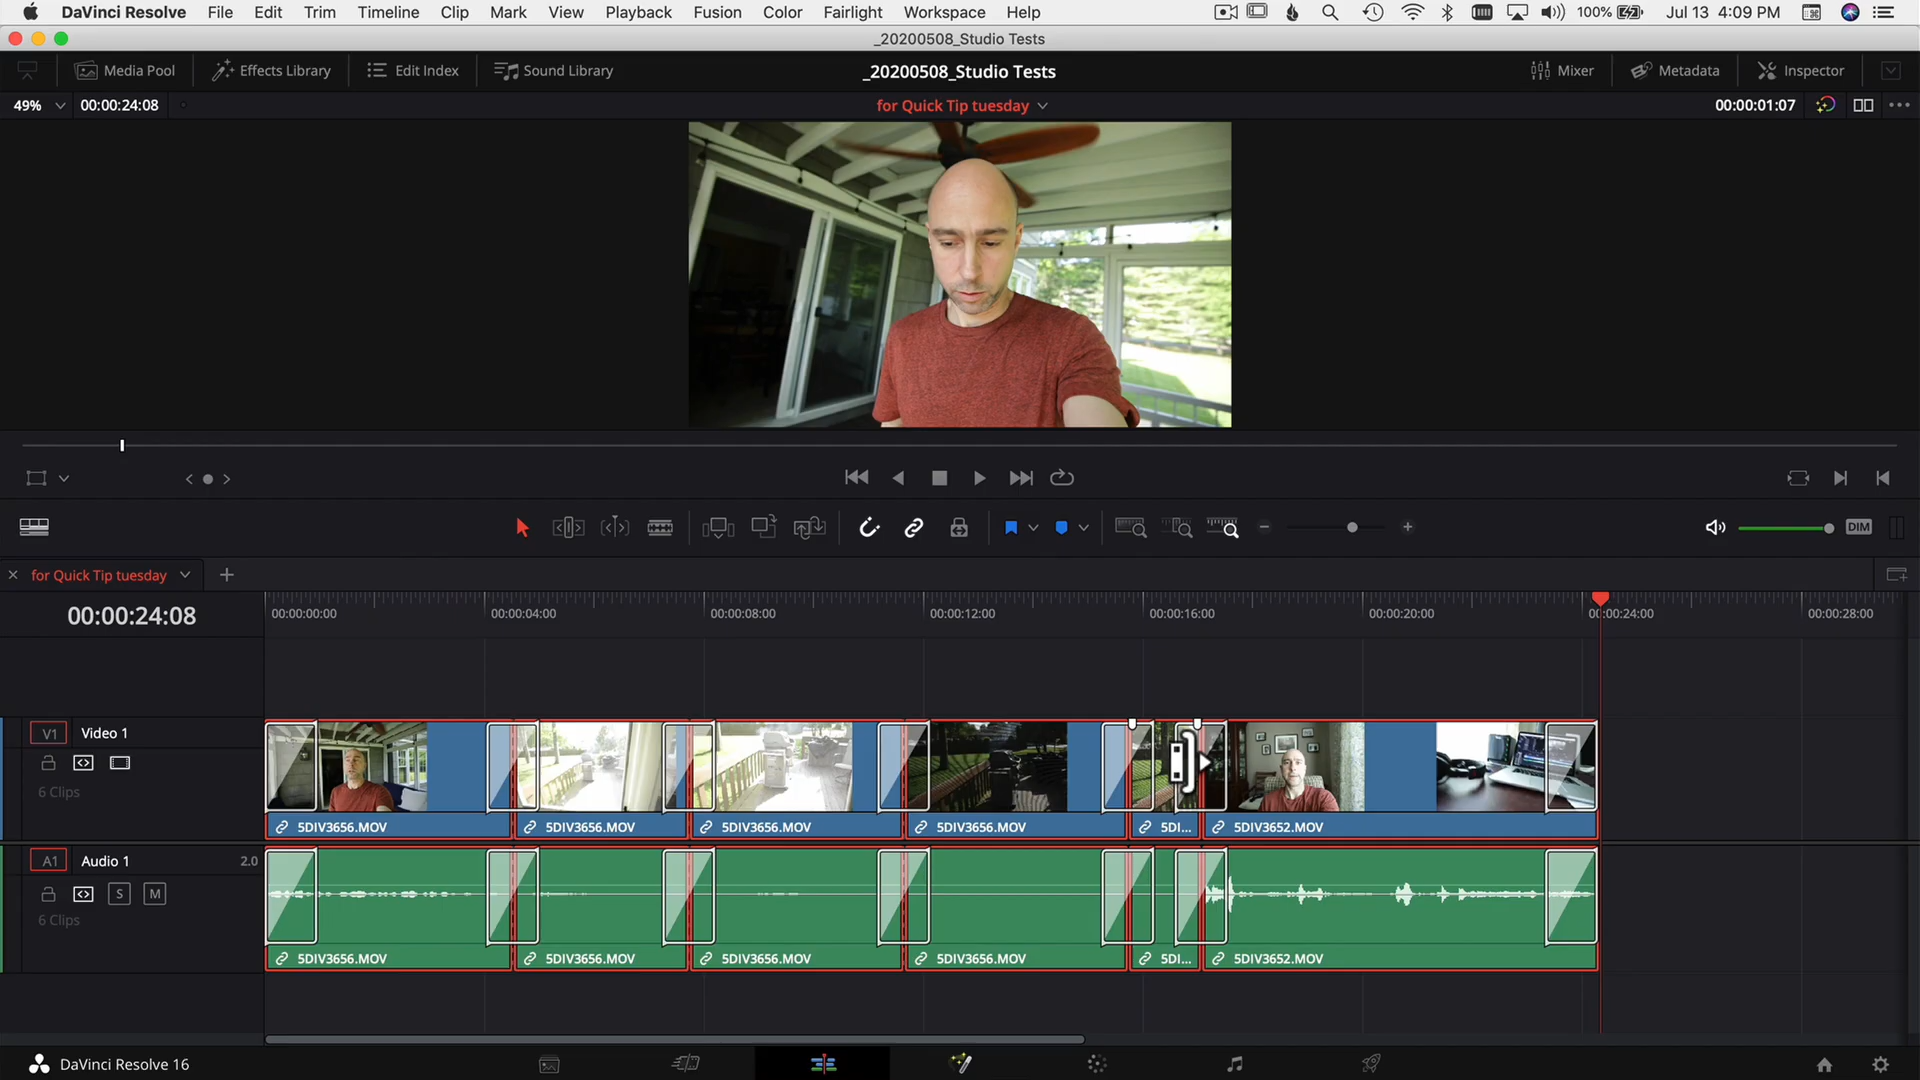 DaVinci Resolve File Edit Trim Timeline Clip Mark View Playback Fusion Color Fairlight Workspace Help 100% Jul 13 4:09 PM
_20200508_Studio Tests
Media Pool Effects Library Edit Index Sound Library _20200508_Studio Tests Mixer Metadata Inspector
49% 00:00:24:08 for Quick Tip tuesday 00:00:01:07
DIM
for Quick Tip tuesday
00:00:24:08 00:00:00:00 00:00:04:00 00:00:08:00 00:00:12:00 00:00:16:00 00:00:20:00 00:00:24:00 00:00:28:00
V1 Video 1
6 Clips
5DIV3656.MOV 5DIV3656.MOV 5DIV3656.MOV 5DIV3656.MOV 5DI... 5DIV3652.MOV
A1 Audio 1 2.0
S M
6 Clips
5DIV3656.MOV 5DIV3656.MOV 5DIV3656.MOV 5DIV3656.MOV 5DI... 5DIV3652.MOV
DaVinci Resolve 16